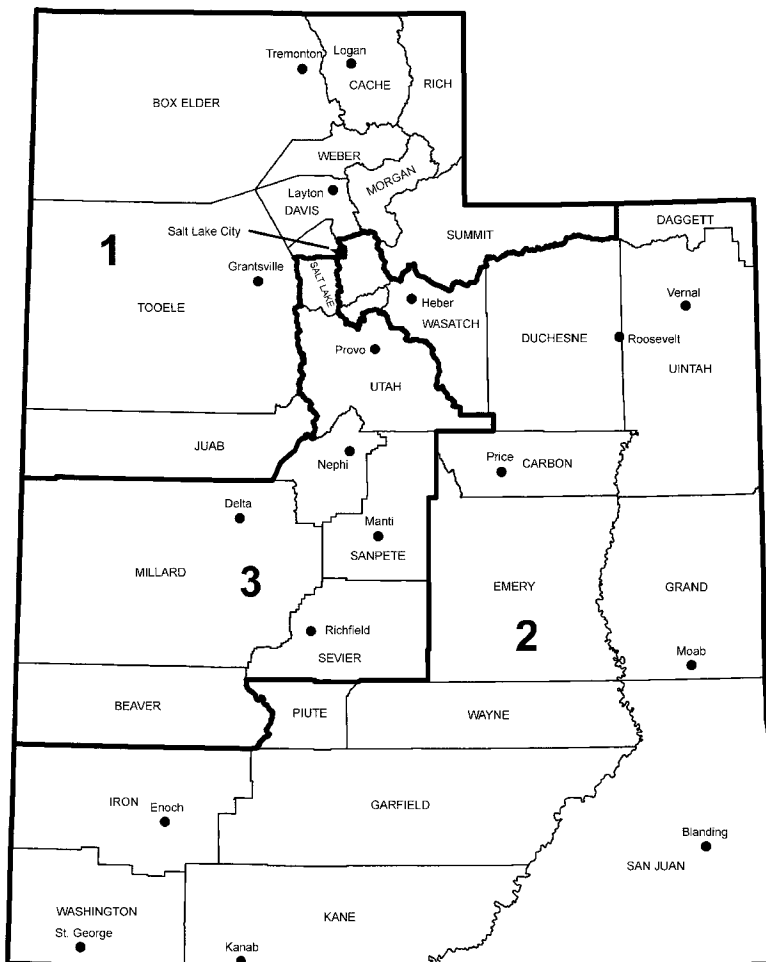 Tremonton
Logan
CACHE
RICH
BOX ELDER
WEBER
MORGAN
Layton
DAVIS
Salt Lake City
SUMMIT
DAGGETT
1
Grantsville
SALT LAKE
TOOELE
Heber
WASATCH
Vernal
DUCHESNE
Roosevelt
UINTAH
Provo
UTAH
JUAB
Nephi
Price
CARBON
Delta
Manti
SANPETE
MILLARD
3
EMERY
GRAND
2
Richfield
SEVIER
Moab
BEAVER
PIUTE
WAYNE
IRON
Enoch
GARFIELD
Blanding
SAN JUAN
WASHINGTON
St. George
KANE
Kanab